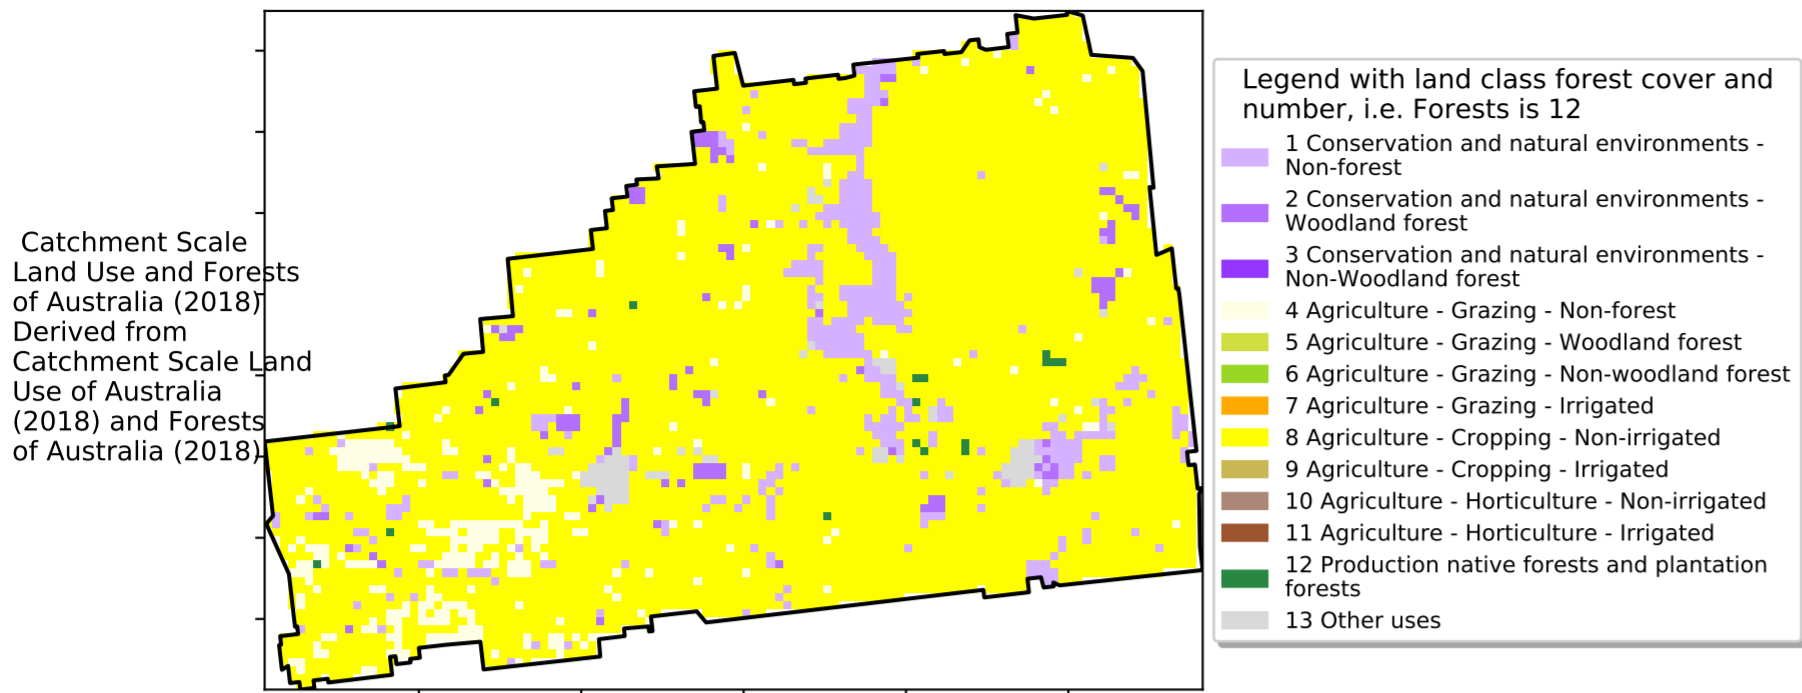 Catchment Scale
Land Use and Forests
of Australia (2018)
Derived from
Catchment Scale Land
Use of Australia
(2018) and Forests
of Australia (2018)
Legend with land class forest cover and
number, i.e. Forests is 12
1 Conservation and natural environments -
Non-forest
2 Conservation and natural environments -
Woodland forest
3 Conservation and natural environments -
Non-Woodland forest
4 Agriculture - Grazing - Non-forest
5 Agriculture - Grazing - Woodland forest
6 Agriculture - Grazing - Non-woodland forest
7 Agriculture - Grazing - Irrigated
8 Agriculture - Cropping - Non-irrigated
9 Agriculture - Cropping - Irrigated
10 Agriculture - Horticulture - Non-irrigated
11 Agriculture - Horticulture - Irrigated
12 Production native forests and plantation
forests
13 Other uses